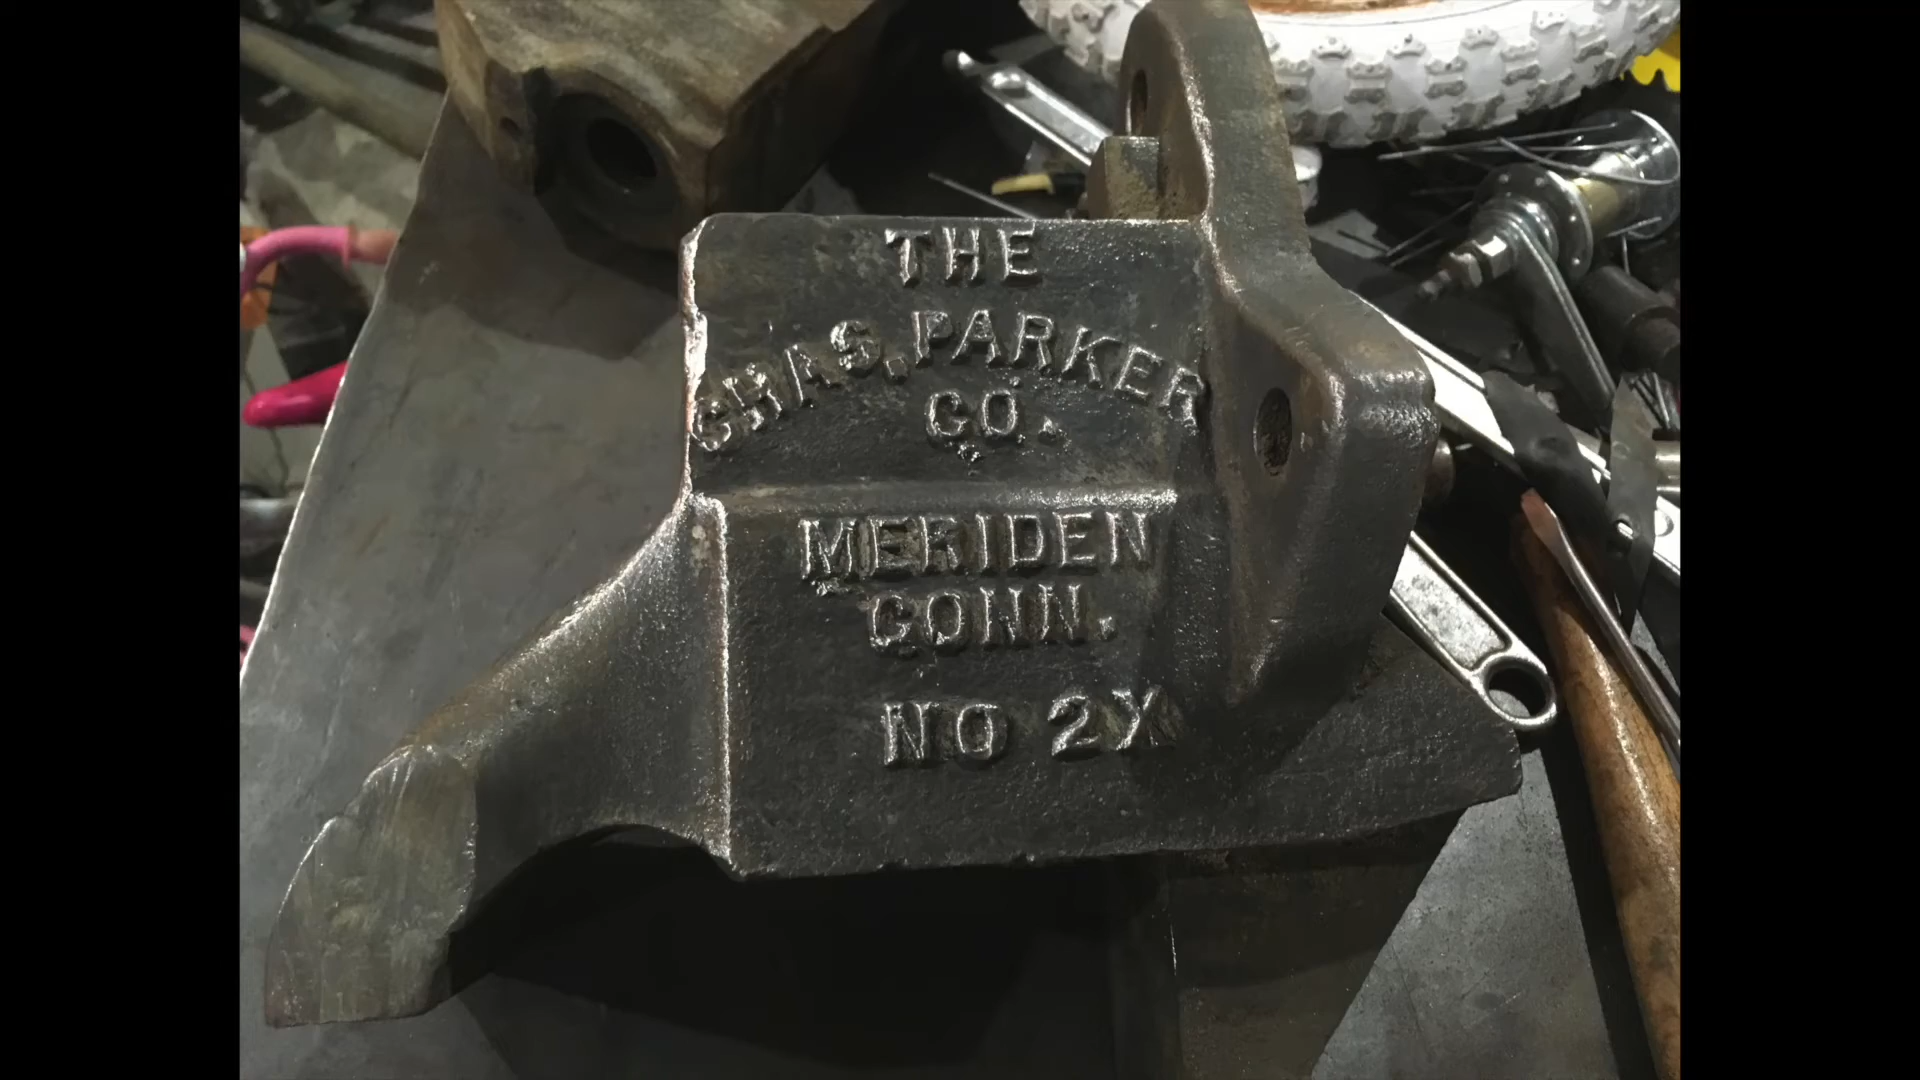 THE
CHAS. PARKER
CO.
MERIDEN
CONN.
NO 2X